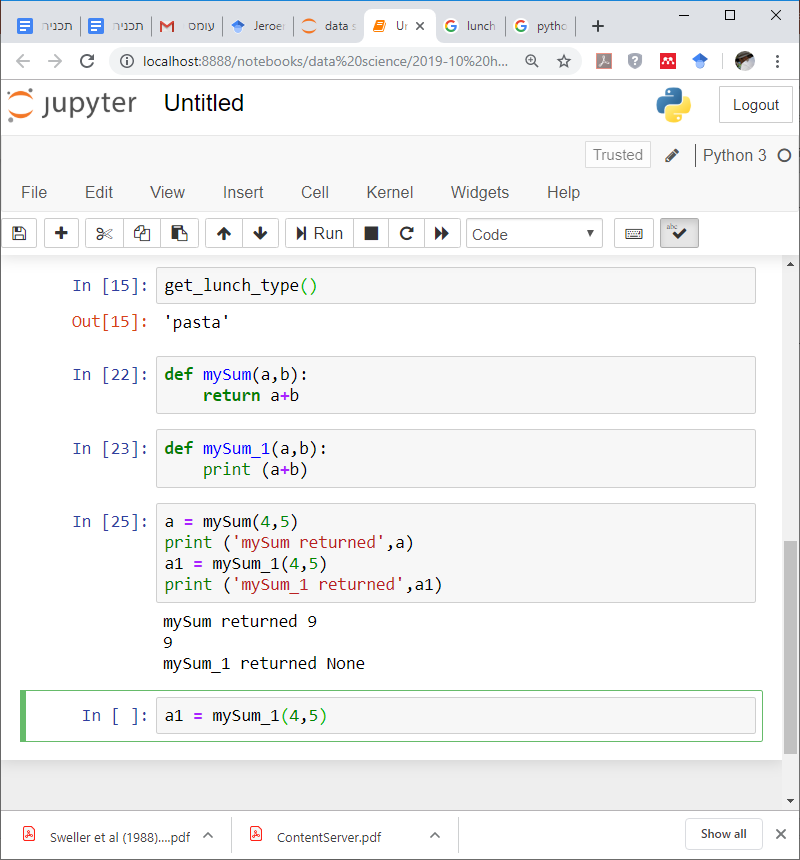 תכניה
תכניה
עומס
Jeroe
data s
Un
lunch
pytho
localhost:8888/notebooks/data%20science/2019-10%20h...
jupyter Untitled
Logout
Trusted
Python 3
File Edit View Insert Cell Kernel Widgets Help
Run
Code
abc
In [15]: get_lunch_type()
Out[15]: 'pasta'
In [22]: def mySum(a,b):
    return a+b
In [23]: def mySum_1(a,b):
    print (a+b)
In [25]: a = mySum(4,5)
print ('mySum returned',a)
a1 = mySum_1(4,5)
print ('mySum_1 returned',a1)
mySum returned 9
9
mySum_1 returned None
In [ ]: a1 = mySum_1(4,5)
Sweller et al (1988)....pdf
ContentServer.pdf
Show all